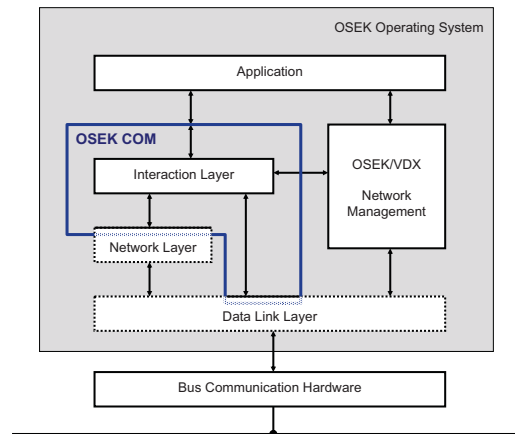 OSEK Operating System
Application
OSEK COM
Interaction Layer
OSEK/VDX
Network
Management
Network Layer
Data Link Layer
Bus Communication Hardware